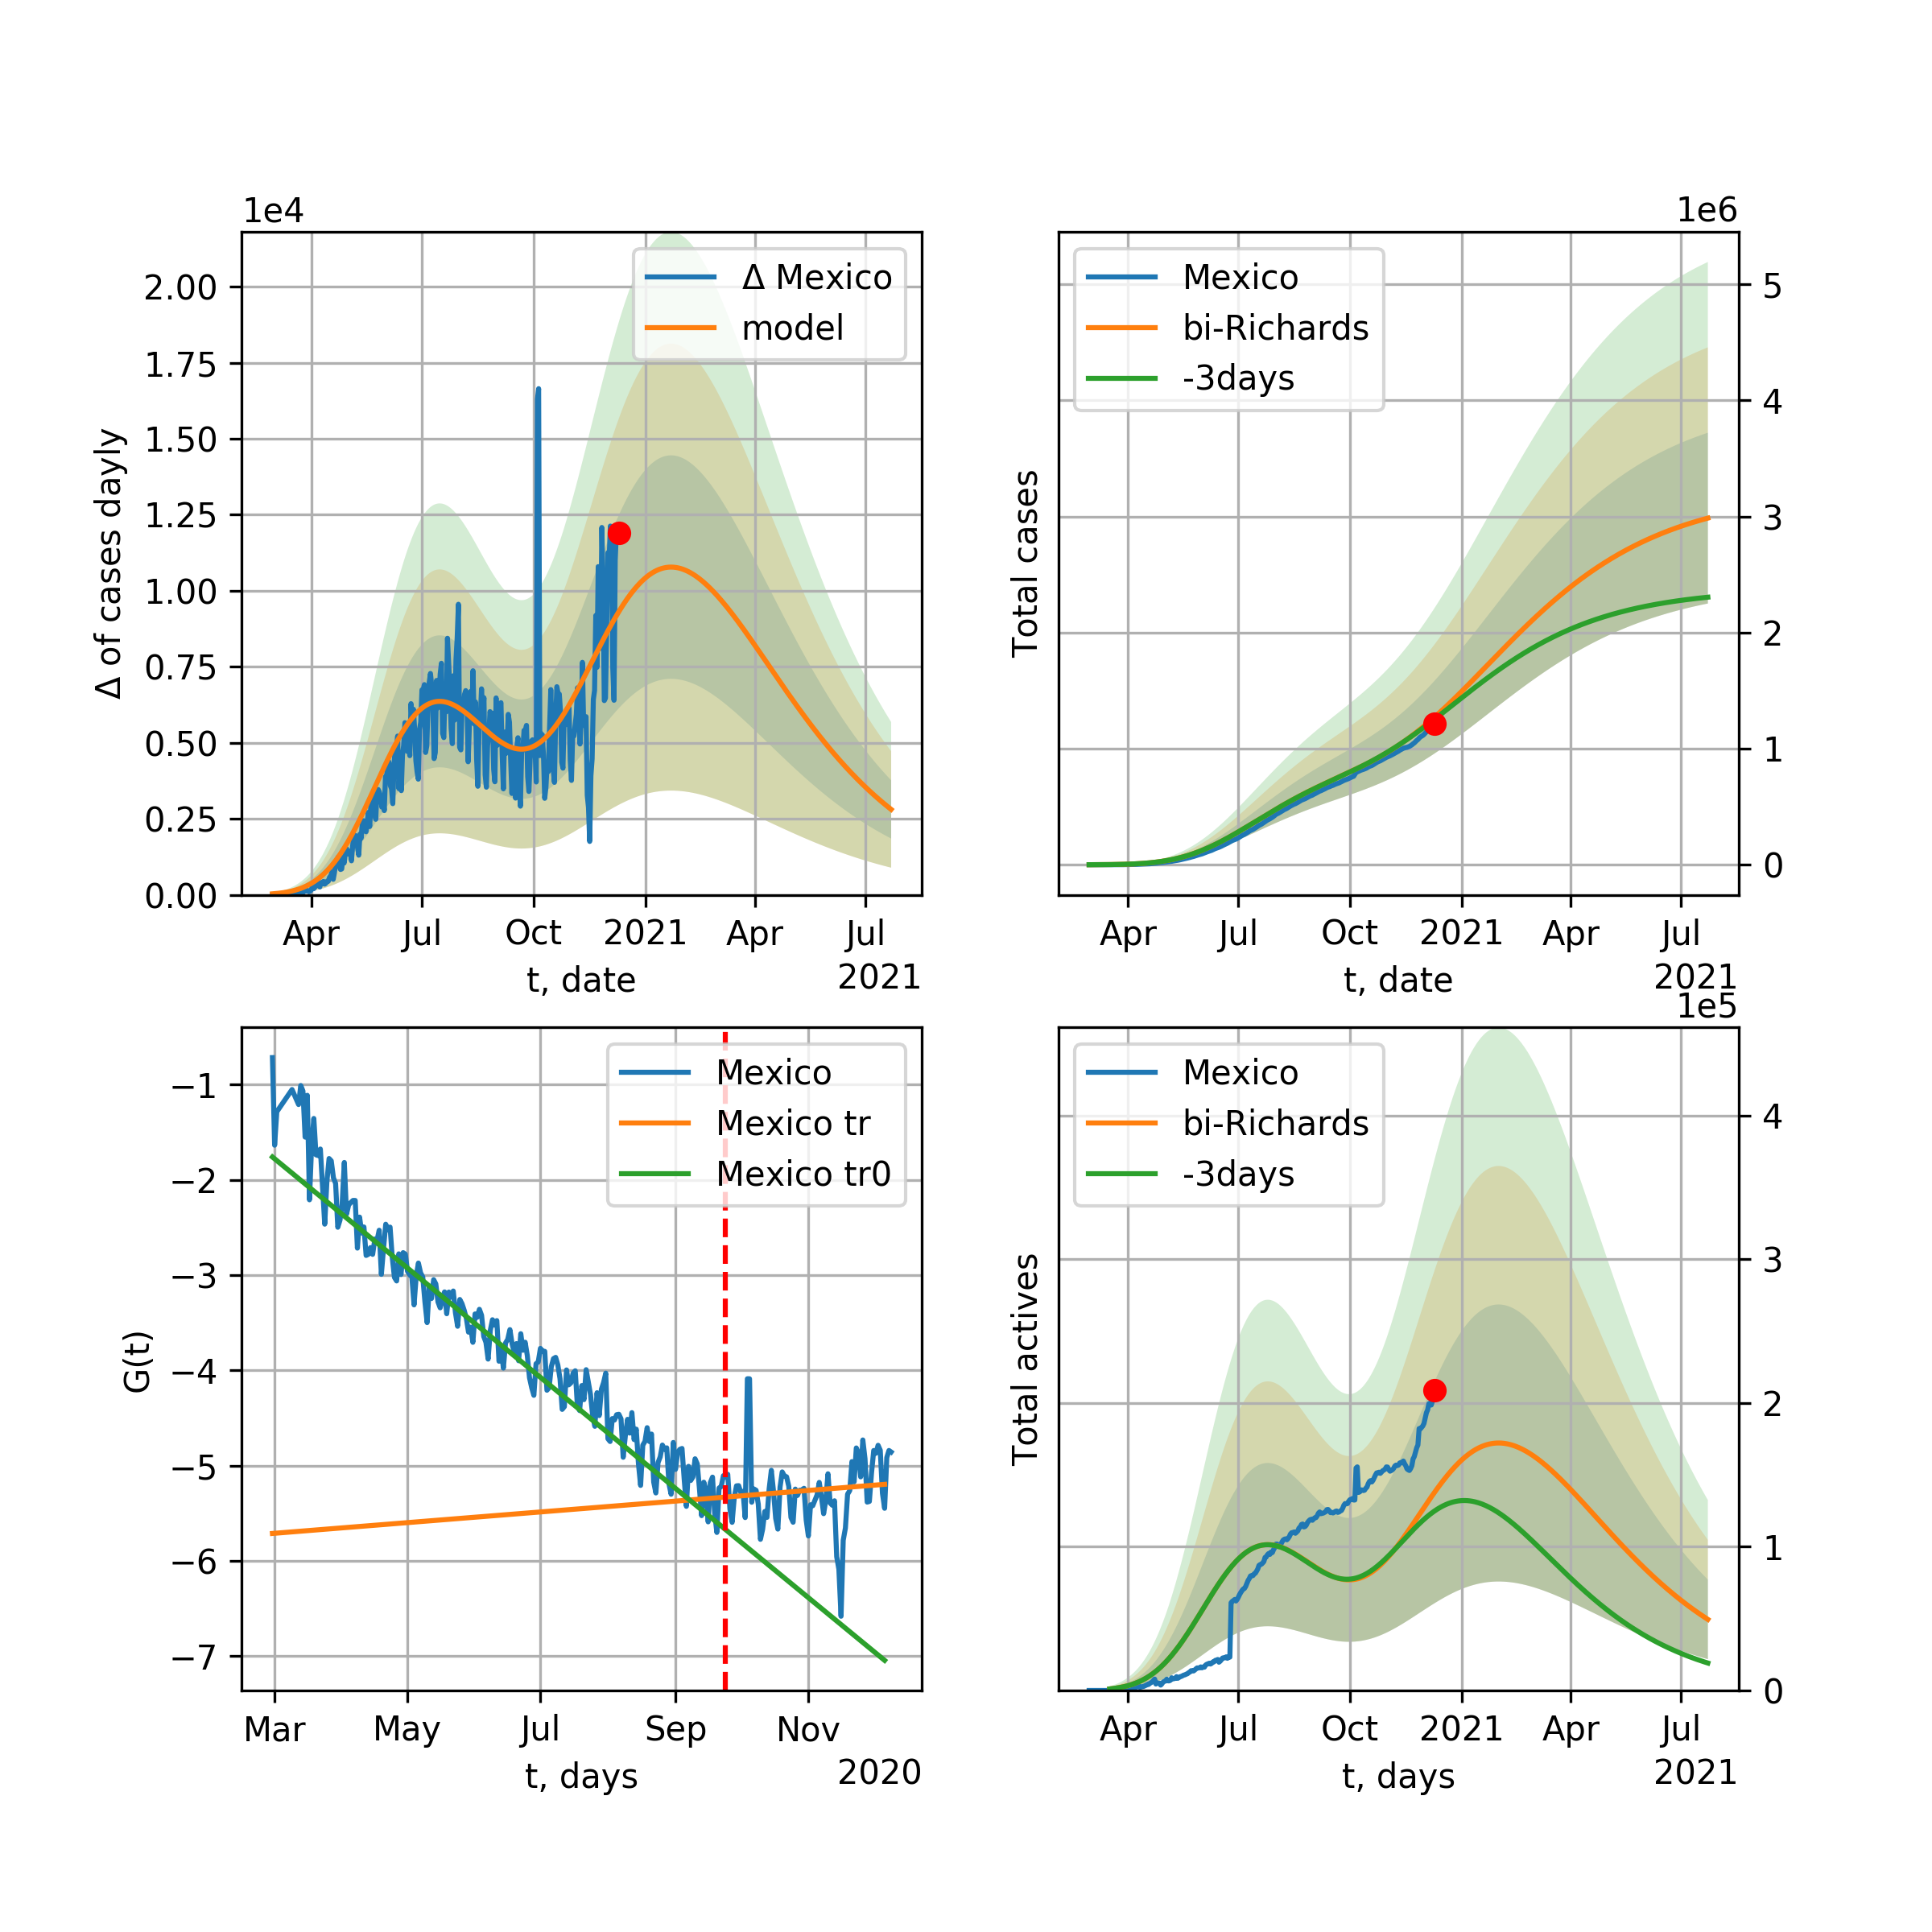 1e4
Δ of cases dayly
2.00
1.75
1.50
1.25
1.00
0.75
0.50
0.25
0.00
Δ Mexico
model
Apr Jul Oct 2021 Apr Jul
t, date
2021
1e6
Total cases
Mexico
bi-Richards
-3days
5
4
3
2
1
0
Apr Jul Oct 2021 Apr Jul
t, date
2021
G(t)
−1
−2
−3
−4
−5
−6
−7
Mexico
Mexico tr
Mexico tr0
Mar May Jul Sep Nov
t, days
2020
1e5
Total actives
Mexico
bi-Richards
-3days
4
3
2
1
0
Apr Jul Oct 2021 Apr Jul
t, days
2021